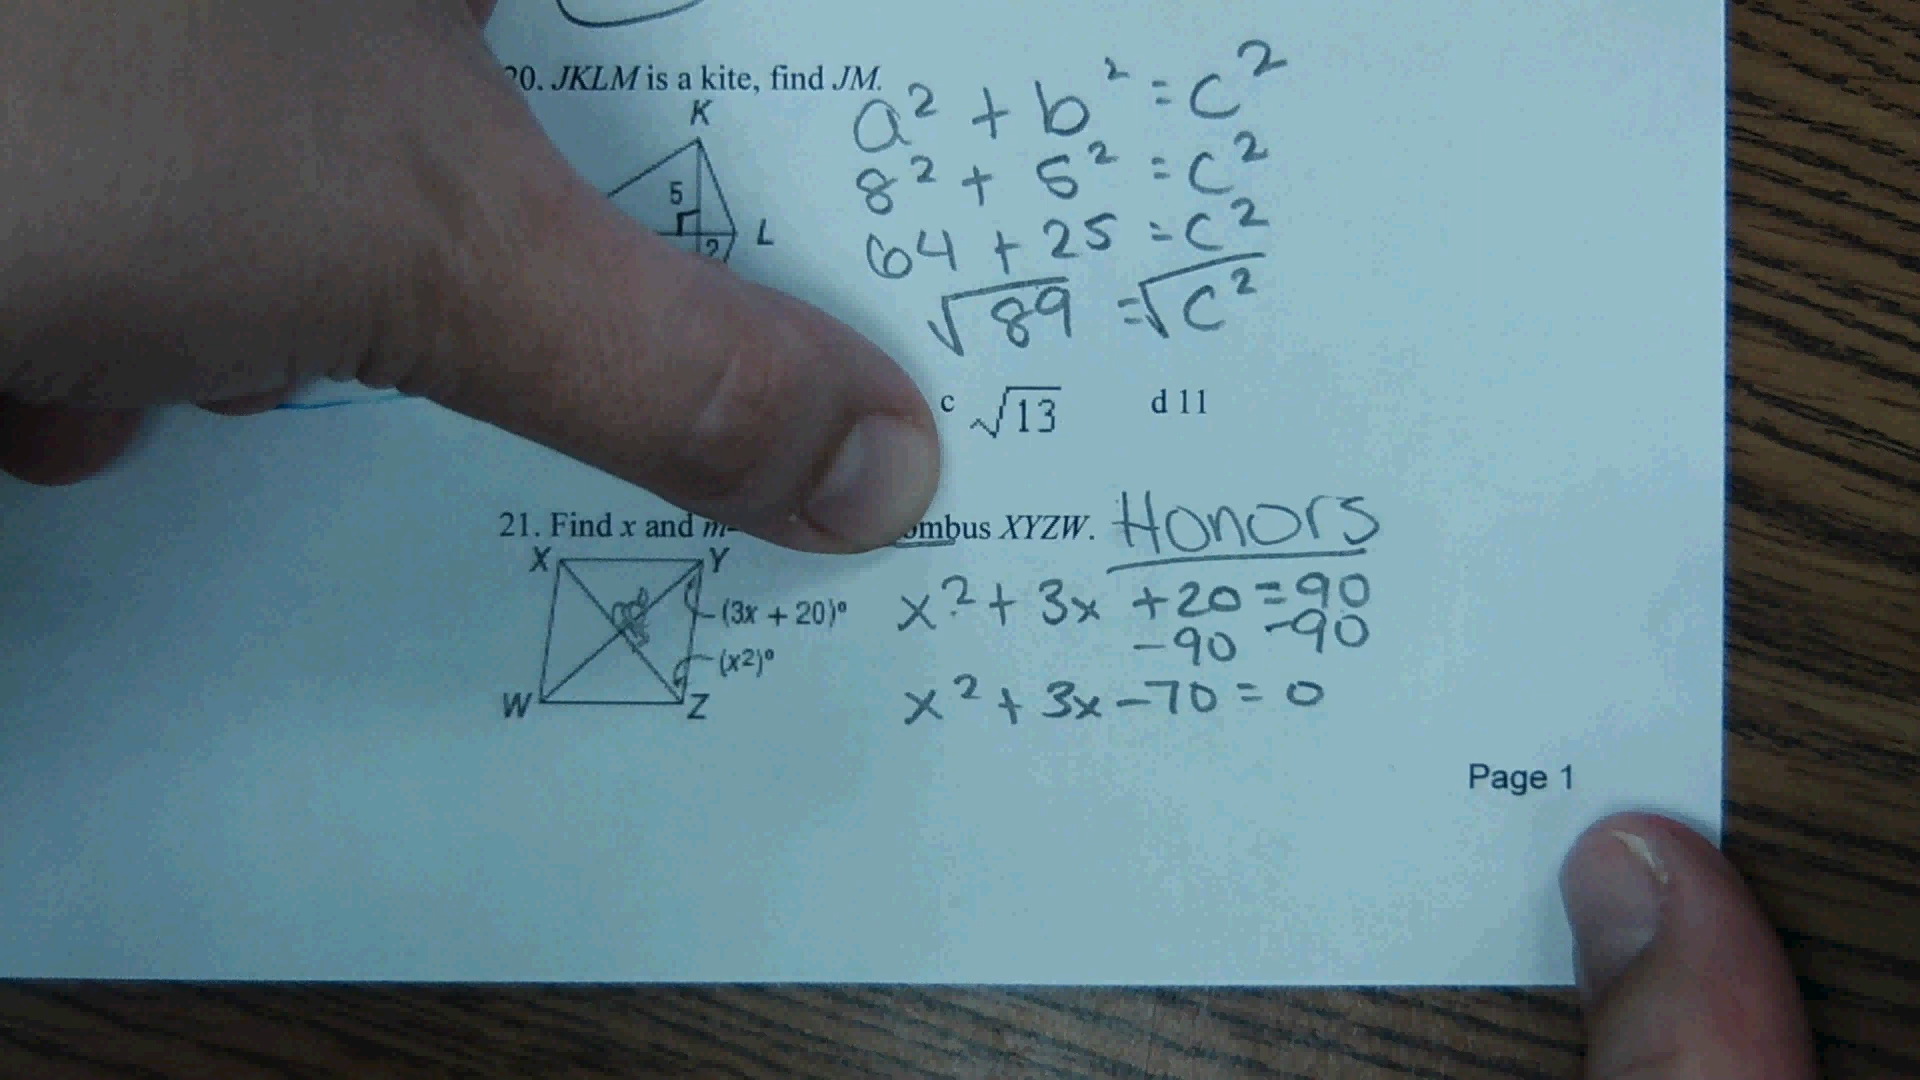 20. JKLM is a kite, find JM.
K
5
L
2
a² + b² = c²
8² + 5² = c²
64 + 25 = c²
√89 = √c²
c √13 d 11
21. Find x and m ombus XYZW. Honors
X Y
(3x + 20)°
(x2)°
W Z
x² + 3x + 20 = 90
-90 -90
x² + 3x - 70 = 0
Page 1